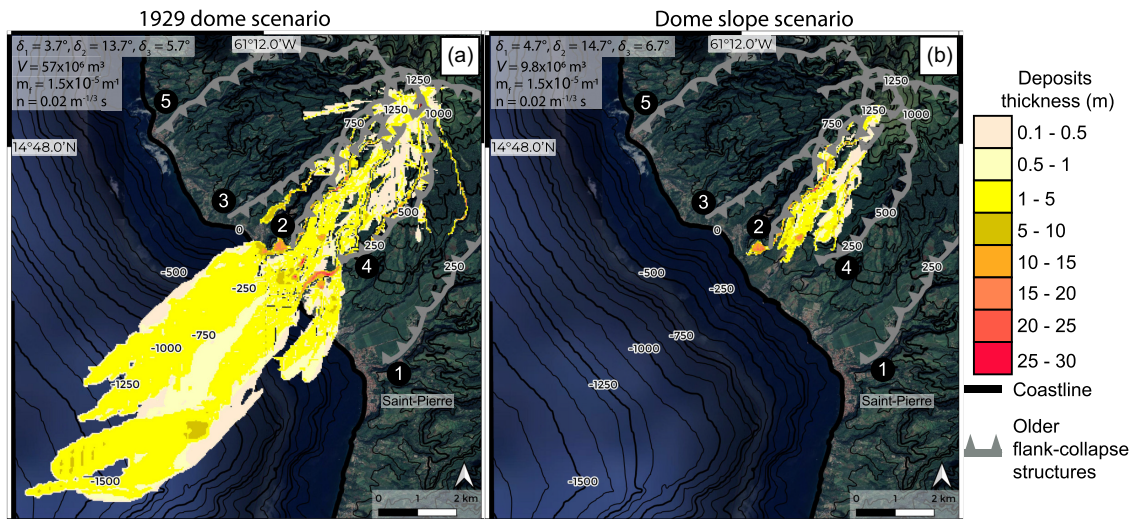 1929 dome scenario
δ₁ = 3.7°, δ₂ = 13.7°, δ₃ = 5.7°
V = 57x10⁶ m³
mf = 1.5x10⁻⁵ m⁻¹
n = 0.02 m⁻¹ᐟ³ s
61°12.0'W
(a)
14°48.0'N
5
3
2
4
1
1250
1250
1000
750
500
250
250
0
-500
-250
-750
-1000
-1250
-1500
Saint-Pierre
0 1 2 km
Dome slope scenario
δ₁ = 4.7°, δ₂ = 14.7°, δ₃ = 6.7°
V = 9.8x10⁶ m³
mf = 1.5x10⁻⁵ m⁻¹
n = 0.02 m⁻¹ᐟ³ s
61°12.0'W
(b)
14°48.0'N
5
3
2
4
1
1250
1250
1000
750
500
250
250
0
-500
-250
-750
-1000
-1250
-1500
Saint-Pierre
0 1 2 km
Deposits
thickness (m)
0.1 - 0.5
0.5 - 1
1 - 5
5 - 10
10 - 15
15 - 20
20 - 25
25 - 30
Coastline
Older
flank-collapse
structures